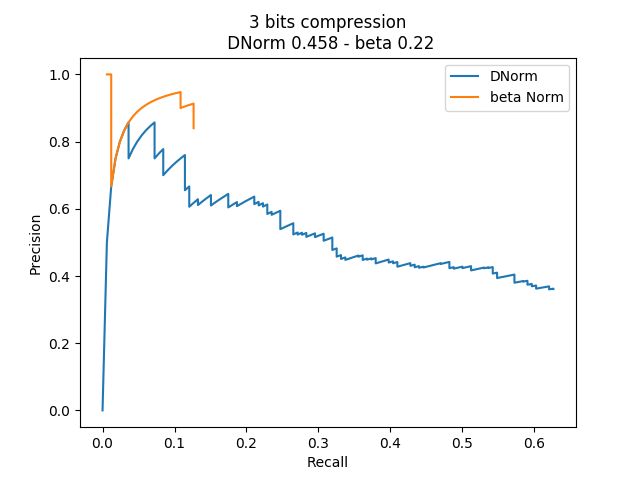 3 bits compression
DNorm 0.458 - beta 0.22
DNorm
beta Norm
Precision
1.0
0.8
0.6
0.4
0.2
0.0
0.0 0.1 0.2 0.3 0.4 0.5 0.6
Recall